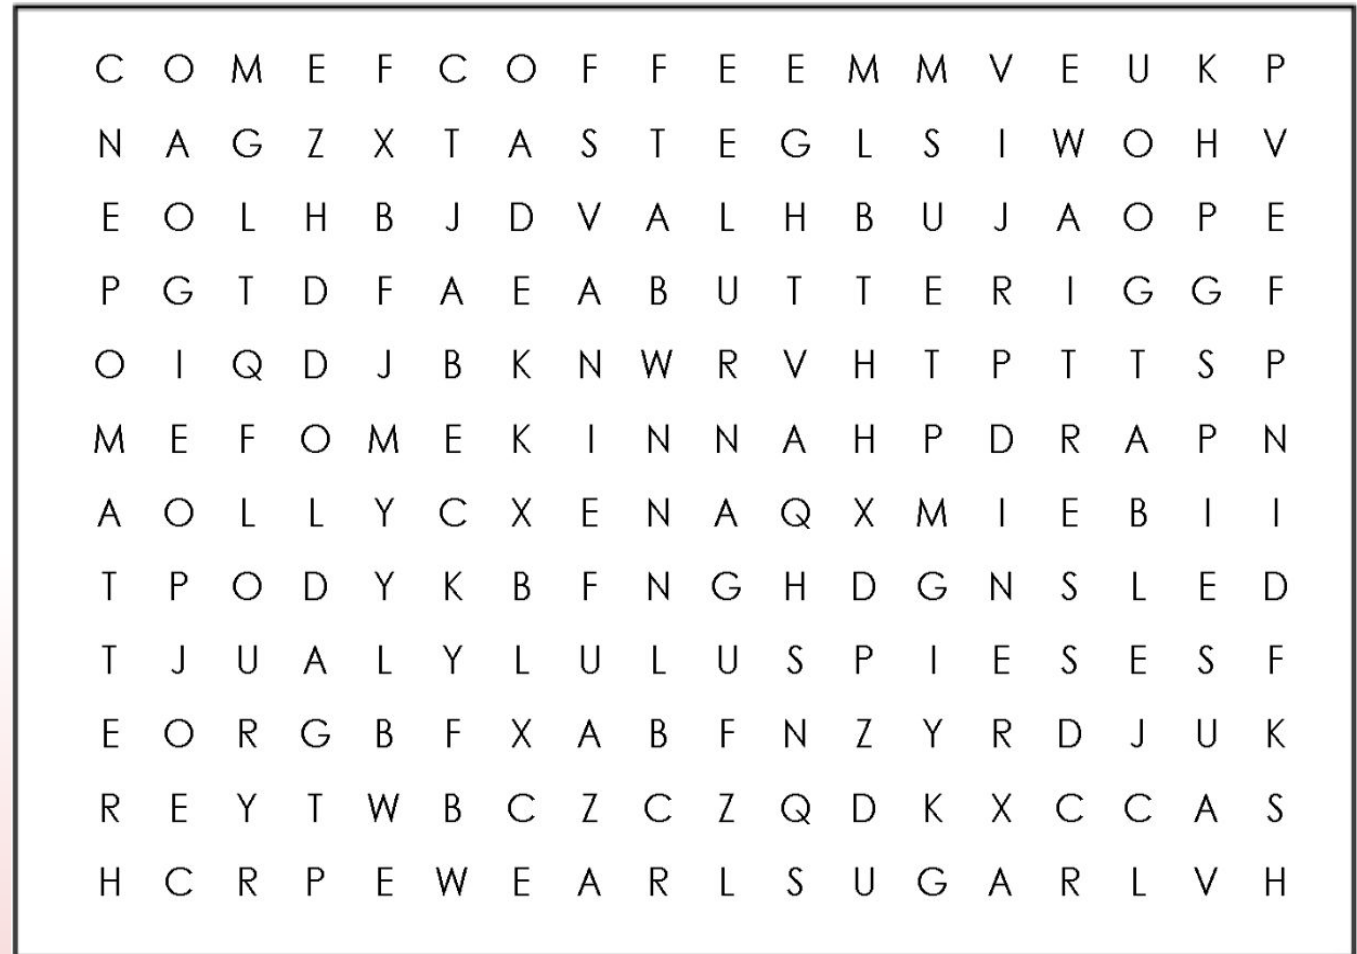 C O M E F C O F F E E M M V E U K P
N A G Z X T A S T E G L S I W O H V
E O L H B J D V A L H B U J A O P E
P G T D F A E A B U T T E R I G G F
O I Q D J B K N W R V H T P T T S P
M E F O M E K I N N A H P D R A P N
A O L L Y C X E N A Q X M I E B I I
T P O D Y K B F N G H D G N S L E D
T J U A L Y L U L U S P I E S E S F
E O R G B F X A B F N Z Y R D J U K
R E Y T W B C Z C Z Q D K X C C A S
H C R P E W E A R L S U G A R L V H